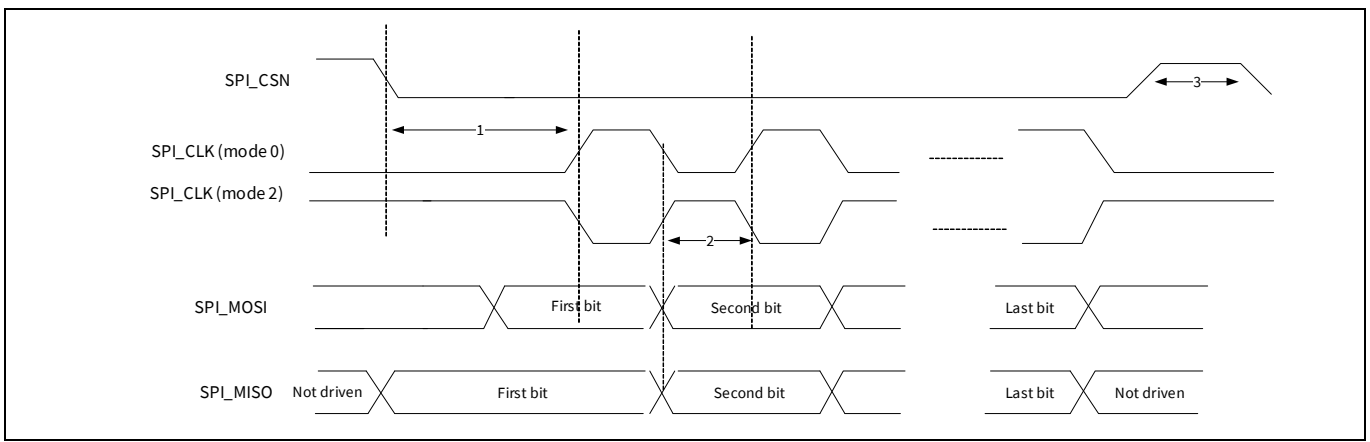 SPI_CSN
3
1
SPI_CLK (mode 0)
SPI_CLK (mode 2)
2
SPI_MOSI First bit Second bit Last bit
SPI_MISO Not driven First bit Second bit Last bit Not driven